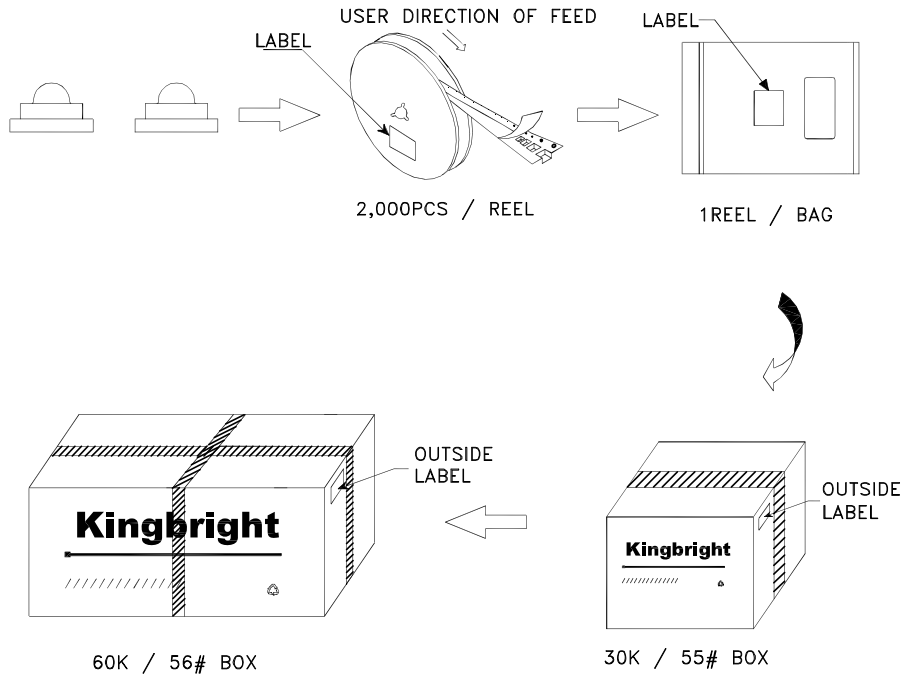 USER DIRECTION OF FEED
LABEL
LABEL
2,000PCS / REEL
1REEL / BAG
OUTSIDE
LABEL
OUTSIDE
LABEL
Kingbright
Kingbright
60K / 56# BOX
30K / 55# BOX